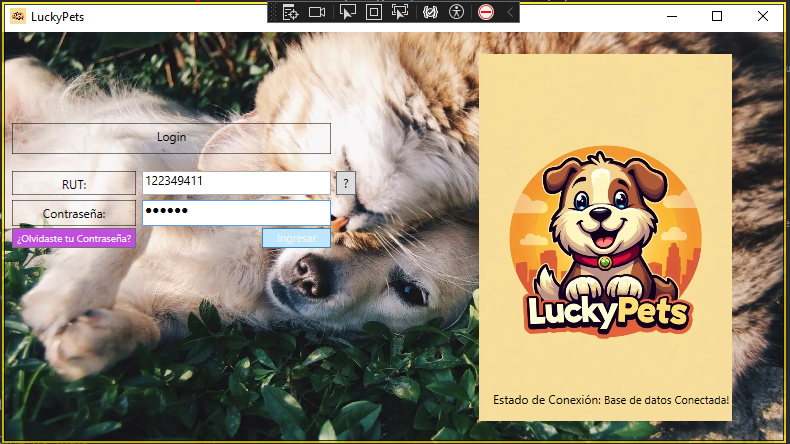 LuckyPets
Login
RUT:
122349411
?
Contraseña:
••••••
¿Olvidaste tu Contraseña?
Ingresar
LuckyPets
Estado de Conexión: Base de datos Conectada!